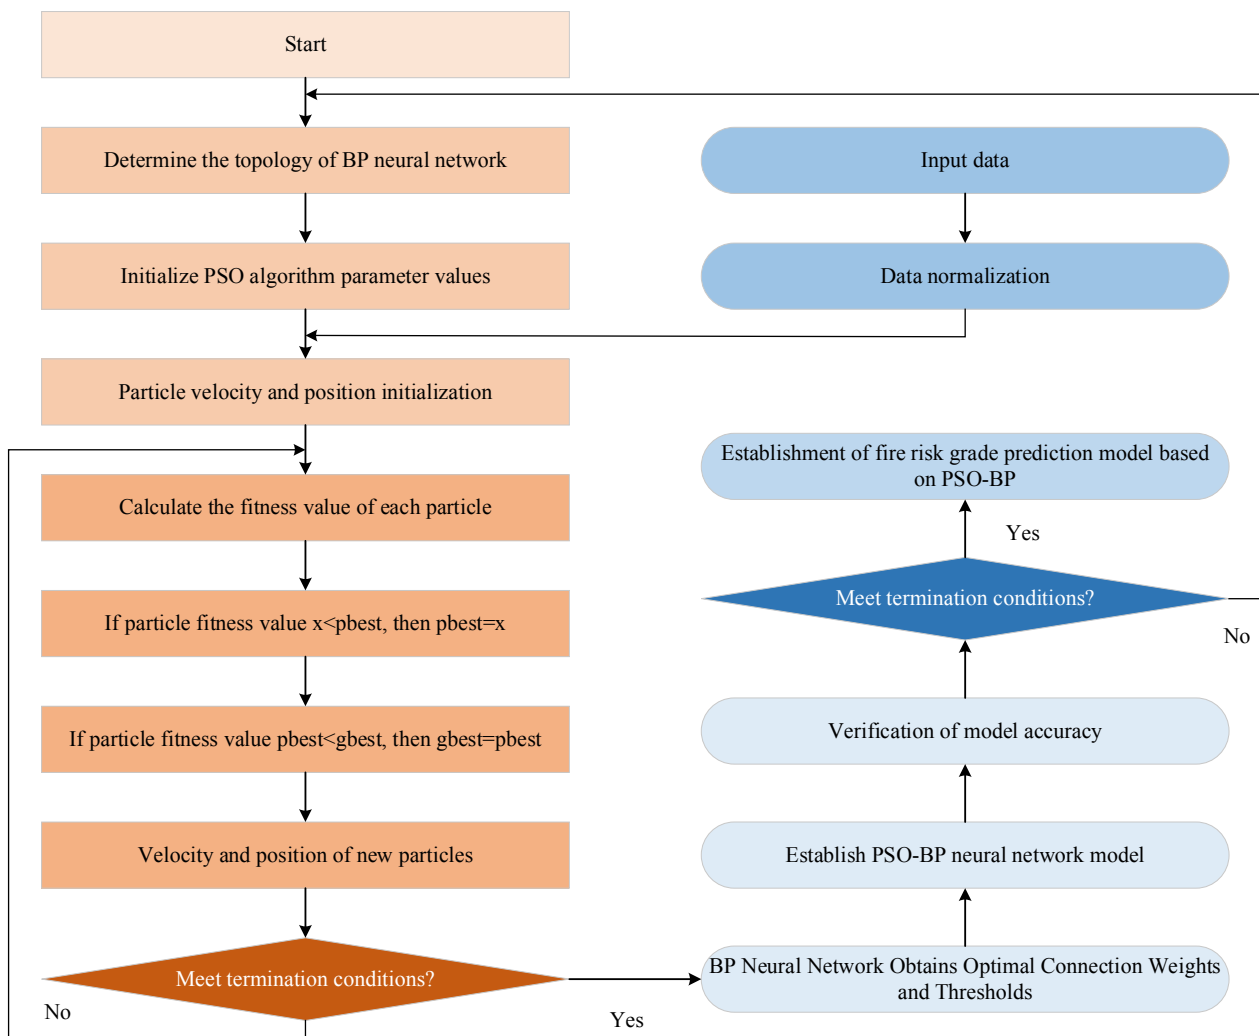 Start
Determine the topology of BP neural network
Initialize PSO algorithm parameter values
Particle velocity and position initialization
Calculate the fitness value of each particle
If particle fitness value x<pbest, then pbest=x
If particle fitness value pbest<gbest, then gbest=pbest
Velocity and position of new particles
Meet termination conditions?
No
Yes
Input data
Data normalization
Establishment of fire risk grade prediction model based
on PSO-BP
Yes
Meet termination conditions?
No
Verification of model accuracy
Establish PSO-BP neural network model
BP Neural Network Obtains Optimal Connection Weights
and Thresholds